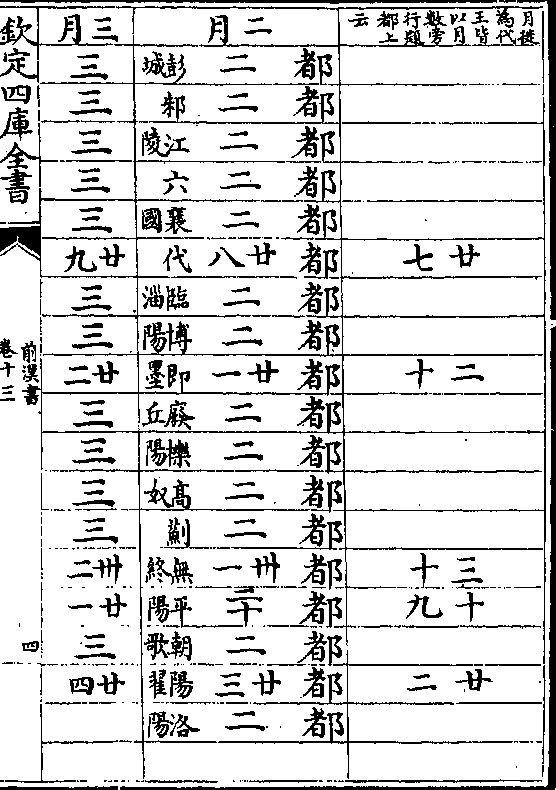 月徙
為代
王皆
以月
數旁
行題
都上
云
二月 三月
都二彭城 三
都二邾 三
都二江陵 三
都二六 三
都二襄國 三
廿七 都廿八代 廿九
都二臨淄 三
都二博陽 三
二十 都廿一即墨 廿二
都二廢丘 三
都二櫟陽 三
都二高奴 三
都二薊 三
三十 都卅一無終 卅二
十九 都二十平陽 廿一
都二朝歌 三
廿二 都廿三陽翟 廿四
都二洛陽
欽定四庫全書
前漢書
卷十三
四